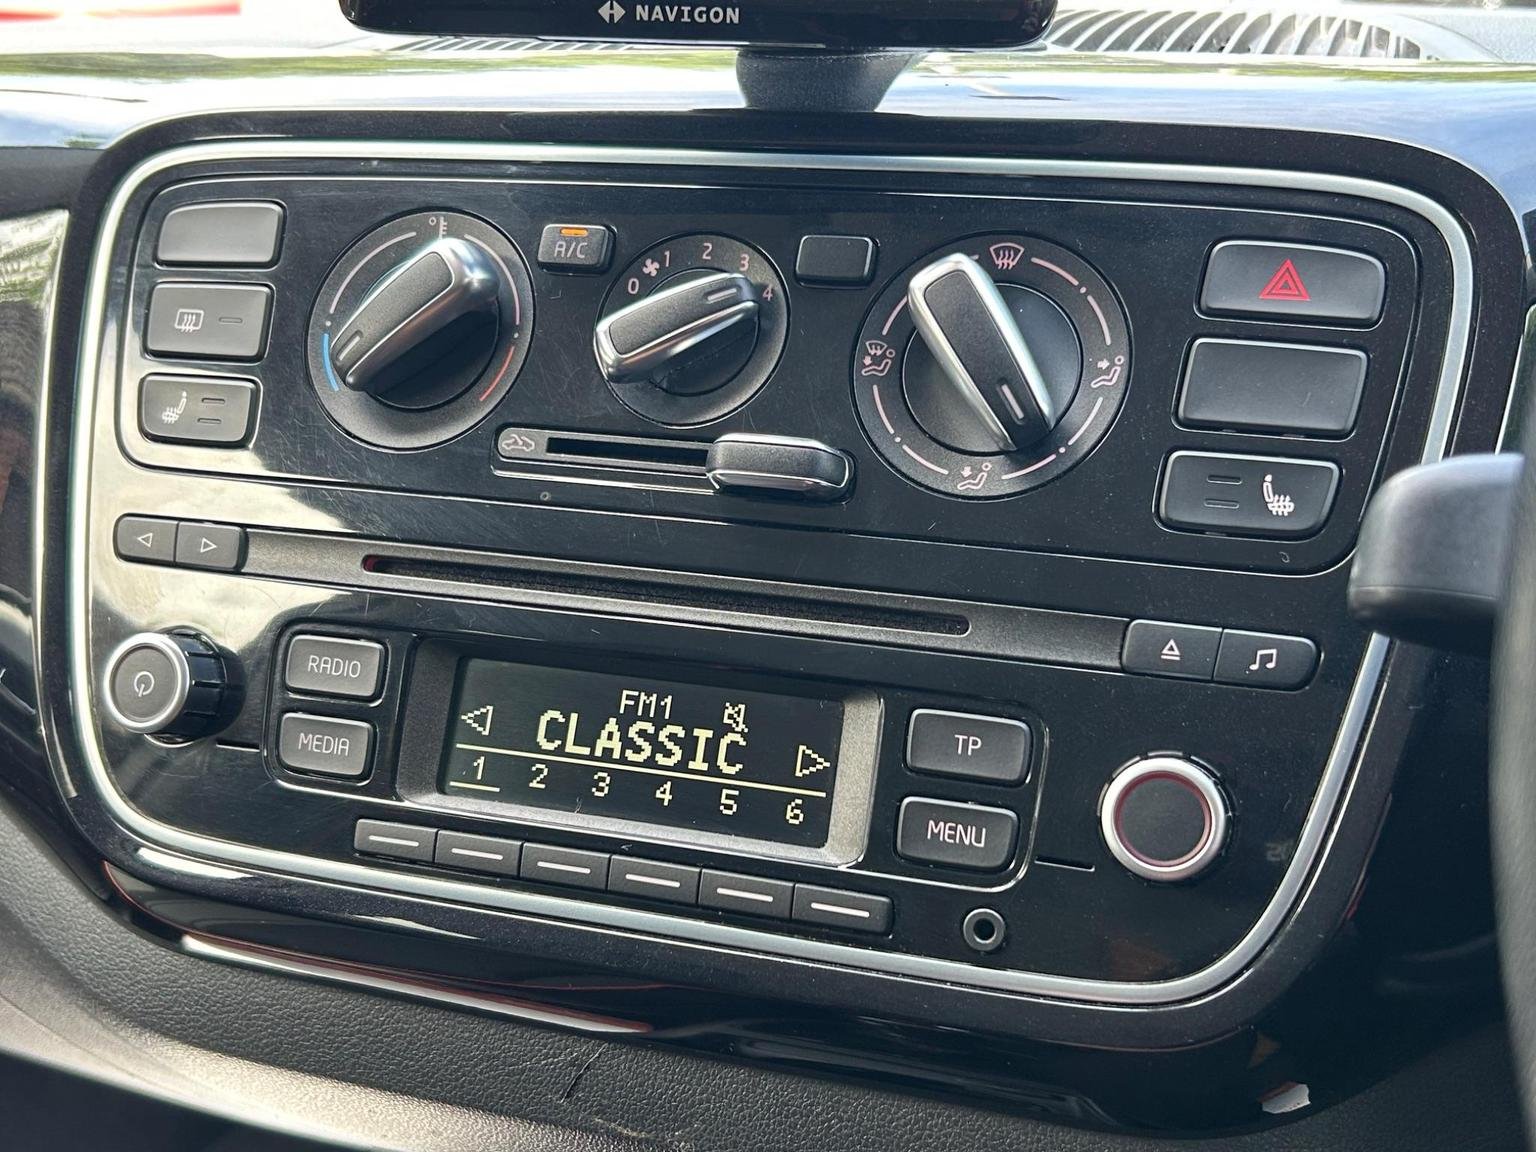 NAVIGON
A/C
0 1 2 3 4
RADIO
MEDIA
FM1
CLASSIC
1 2 3 4 5 6
TP
MENU